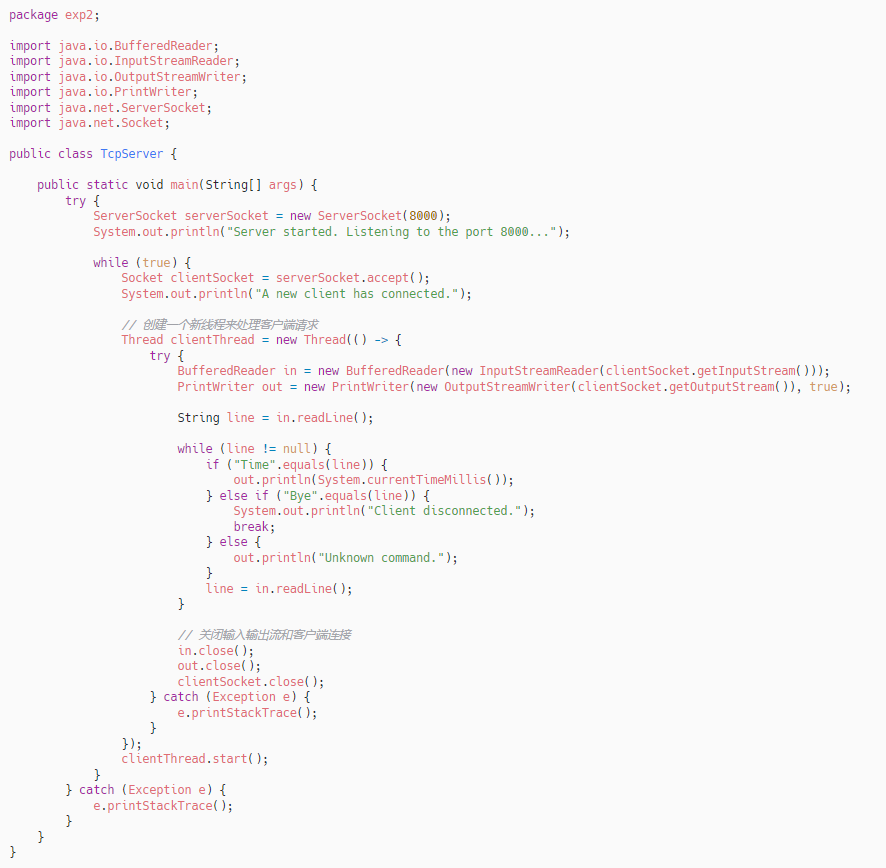 package exp2;

import java.io.BufferedReader;
import java.io.InputStreamReader;
import java.io.OutputStreamWriter;
import java.io.PrintWriter;
import java.net.ServerSocket;
import java.net.Socket;

public class TcpServer {

    public static void main(String[] args) {
        try {
            ServerSocket serverSocket = new ServerSocket(8000);
            System.out.println("Server started. Listening to the port 8000...");

            while (true) {
                Socket clientSocket = serverSocket.accept();
                System.out.println("A new client has connected.");

                // 创建一个新线程来处理客户端请求
                Thread clientThread = new Thread(() -> {
                    try {
                        BufferedReader in = new BufferedReader(new InputStreamReader(clientSocket.getInputStream()));
                        PrintWriter out = new PrintWriter(new OutputStreamWriter(clientSocket.getOutputStream()), true);

                        String line = in.readLine();

                        while (line != null) {
                            if ("Time".equals(line)) {
                                out.println(System.currentTimeMillis());
                            } else if ("Bye".equals(line)) {
                                System.out.println("Client disconnected.");
                                break;
                            } else {
                                out.println("Unknown command.");
                            }
                            line = in.readLine();
                        }

                        // 关闭输入输出流和客户端连接
                        in.close();
                        out.close();
                        clientSocket.close();
                    } catch (Exception e) {
                        e.printStackTrace();
                    }
                });
                clientThread.start();
            }
        } catch (Exception e) {
            e.printStackTrace();
        }
    }
}